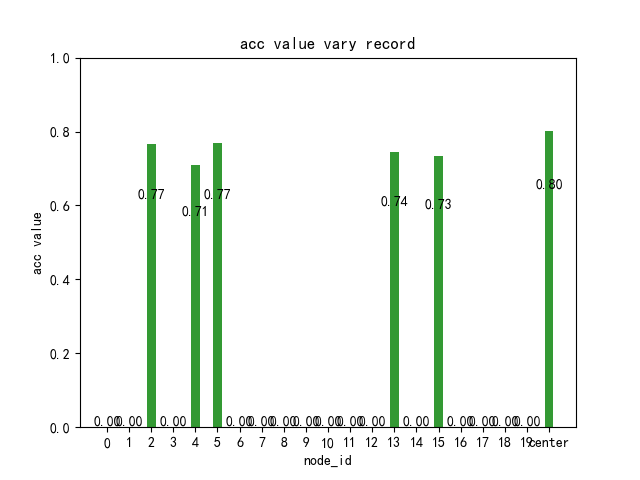 acc value vary record
1.0
0.8
0.6
0.4
0.2
0.0
acc value
0.00 0.00 0.77 0.00 0.71 0.77 0.00 0.00 0.00 0.00 0.00 0.00 0.00 0.74 0.00 0.73 0.00 0.00 0.00 0.00 0.80
0 1 2 3 4 5 6 7 8 9 10 11 12 13 14 15 16 17 18 19 center
node_id